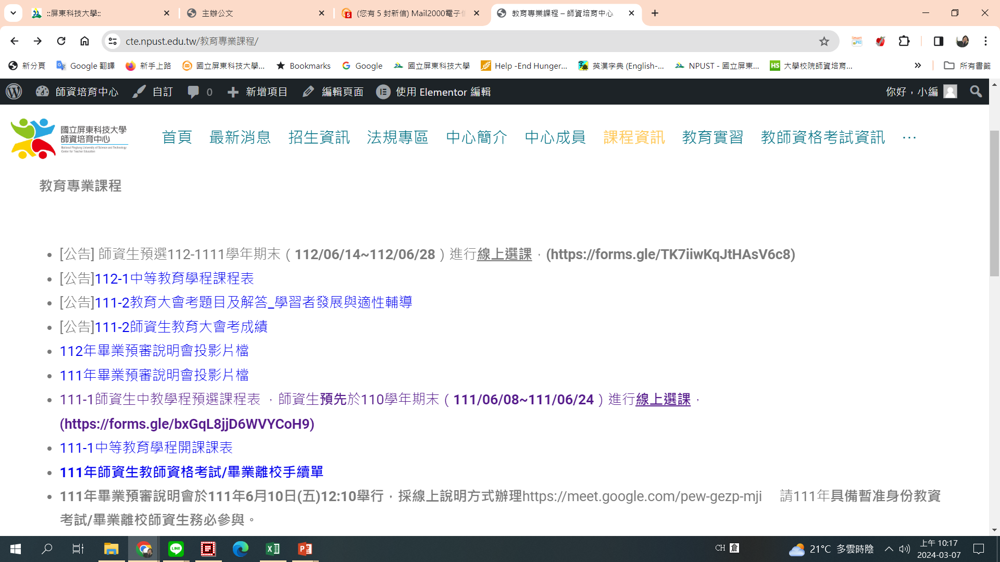 ::屏東科技大學::
主辦公文
(您有 5 封新信) Mail2000電子信
教育專業課程 – 師資培育中心
cte.npust.edu.tw/教育專業課程/
新分頁 Google 翻譯 新手上路 國立屏東科技大學... Bookmarks Google 國立屏東科技大學 Help -End Hunger... 英漢字典 (English-... NPUST - 國立屏東... 大學校院師資培育... » 所有書籤
師資培育中心 自訂 0 新增項目 編輯頁面 使用 Elementor 編輯 你好，小編
國立屏東科技大學
師資培育中心
National Pingtung University of Science and Technology
Center for Teacher Education
首頁 最新消息 招生資訊 法規專區 中心簡介 中心成員 課程資訊 教育實習 教師資格考試資訊 ...
教育專業課程
[公告] 師資生預選112-1111學年期末（112/06/14~112/06/28）進行線上選課，(https://forms.gle/TK7iiwKqJtHAsV6c8)
[公告]112-1中等教育學程課程表
[公告]111-2教育大會考題目及解答_學習者發展與適性輔導
[公告]111-2師資生教育大會考成績
112年畢業預審說明會投影片檔
111年畢業預審說明會投影片檔
111-1師資生中教學程預選課程表 ，師資生預先於110學年期末（111/06/08~111/06/24）進行線上選課，
(https://forms.gle/bxGqL8jjD6WVYCoH9)
111-1中等教育學程開課課表
111年師資生教師資格考試/畢業離校手續單
111年畢業預審說明會於111年6月10日(五)12:10舉行，採線上說明方式辦理https://meet.google.com/pew-gezp-mji 請111年具備暫准身份教資
考試/畢業離校師資生務必參與。
CH 倉 21°C 多雲時陰 上午 10:17
2024-03-07